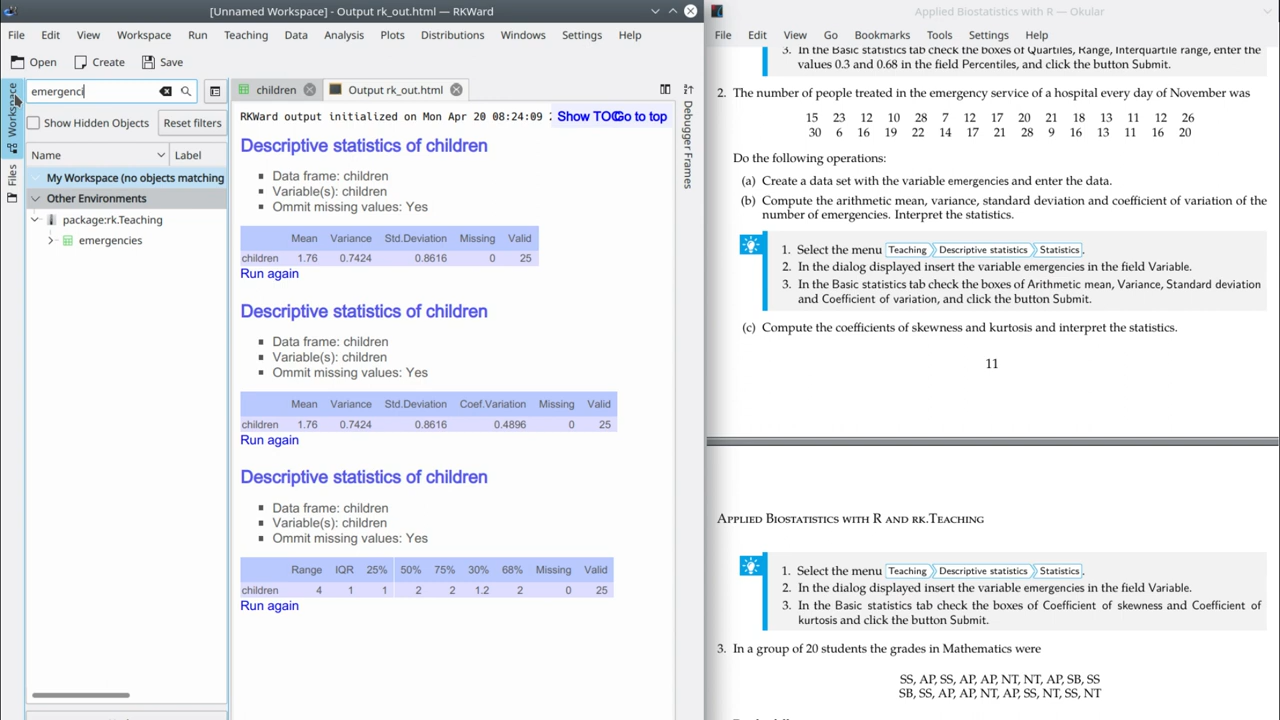 [Unnamed Workspace] - Output rk_out.html — RKWard
File Edit View Workspace Run Teaching Data Analysis Plots Distributions Windows Settings Help
Open Create Save
Workspace
Files
emergenci
Show Hidden Objects Reset filters
Name Label
My Workspace (no objects matching
Other Environments
package:rk.Teaching
emergencies
children Output rk_out.html
RKWard output initialized on Mon Apr 20 08:24:09
Show TOC Go to top
Descriptive statistics of children
Data frame: children
Variable(s): children
Ommit missing values: Yes
Mean Variance Std.Deviation Missing Valid
children 1.76 0.7424 0.8616 0 25
Run again
Descriptive statistics of children
Data frame: children
Variable(s): children
Ommit missing values: Yes
Mean Variance Std.Deviation Coef.Variation Missing Valid
children 1.76 0.7424 0.8616 0.4896 0 25
Run again
Descriptive statistics of children
Data frame: children
Variable(s): children
Ommit missing values: Yes
Range IQR 25% 50% 75% 30% 68% Missing Valid
children 4 1 1 2 2 1.2 2 0 25
Run again
Debugger Frames
Applied Biostatistics with R — Okular
File Edit View Go Bookmarks Tools Settings Help
3. In the Basic statistics tab check the boxes of Quartiles, Range, Interquartile range, enter the
values 0.3 and 0.68 in the field Percentiles, and click the button Submit.
2. The number of people treated in the emergency service of a hospital every day of November was
15 23 12 10 28 7 12 17 20 21 18 13 11 12 26
30 6 16 19 22 14 17 21 28 9 16 13 11 16 20
Do the following operations:
(a) Create a data set with the variable emergencies and enter the data.
(b) Compute the arithmetic mean, variance, standard deviation and coefficient of variation of the
number of emergencies. Interpret the statistics.
1. Select the menu Teaching Descriptive statistics Statistics.
2. In the dialog displayed insert the variable emergencies in the field Variable.
3. In the Basic statistics tab check the boxes of Arithmetic mean, Variance, Standard deviation
and Coefficient of variation, and click the button Submit.
(c) Compute the coefficients of skewness and kurtosis and interpret the statistics.
11
Applied Biostatistics with R and rk.Teaching
1. Select the menu Teaching Descriptive statistics Statistics.
2. In the dialog displayed insert the variable emergencies in the field Variable.
3. In the Basic statistics tab check the boxes of Coefficient of skewness and Coefficient of
kurtosis and click the button Submit.
3. In a group of 20 students the grades in Mathematics were
SS, AP, SS, AP, AP, NT, NT, AP, SB, SS
SB, SS, AP, AP, NT, AP, SS, NT, SS, NT